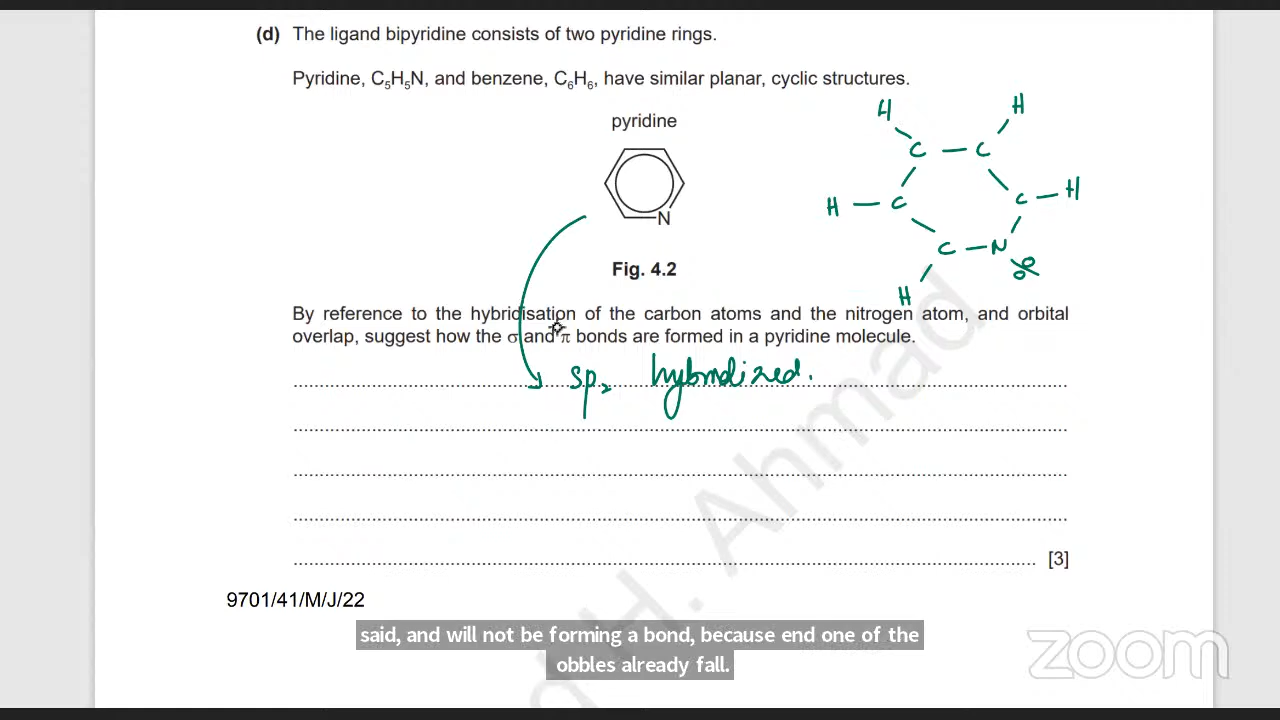 (d) The ligand bipyridine consists of two pyridine rings.
Pyridine, C₅H₅N, and benzene, C₆H₆, have similar planar, cyclic structures.
pyridine
N
Fig. 4.2
H H
C C
H C C H
C N
H
By reference to the hybridisation of the carbon atoms and the nitrogen atom, and orbital
overlap, suggest how the σ and π bonds are formed in a pyridine molecule.
sp₂ hybridized.
[3]
9701/41/M/J/22
said, and will not be forming a bond, because end one of the
obbles already fall.
H. Ahmad
zoom